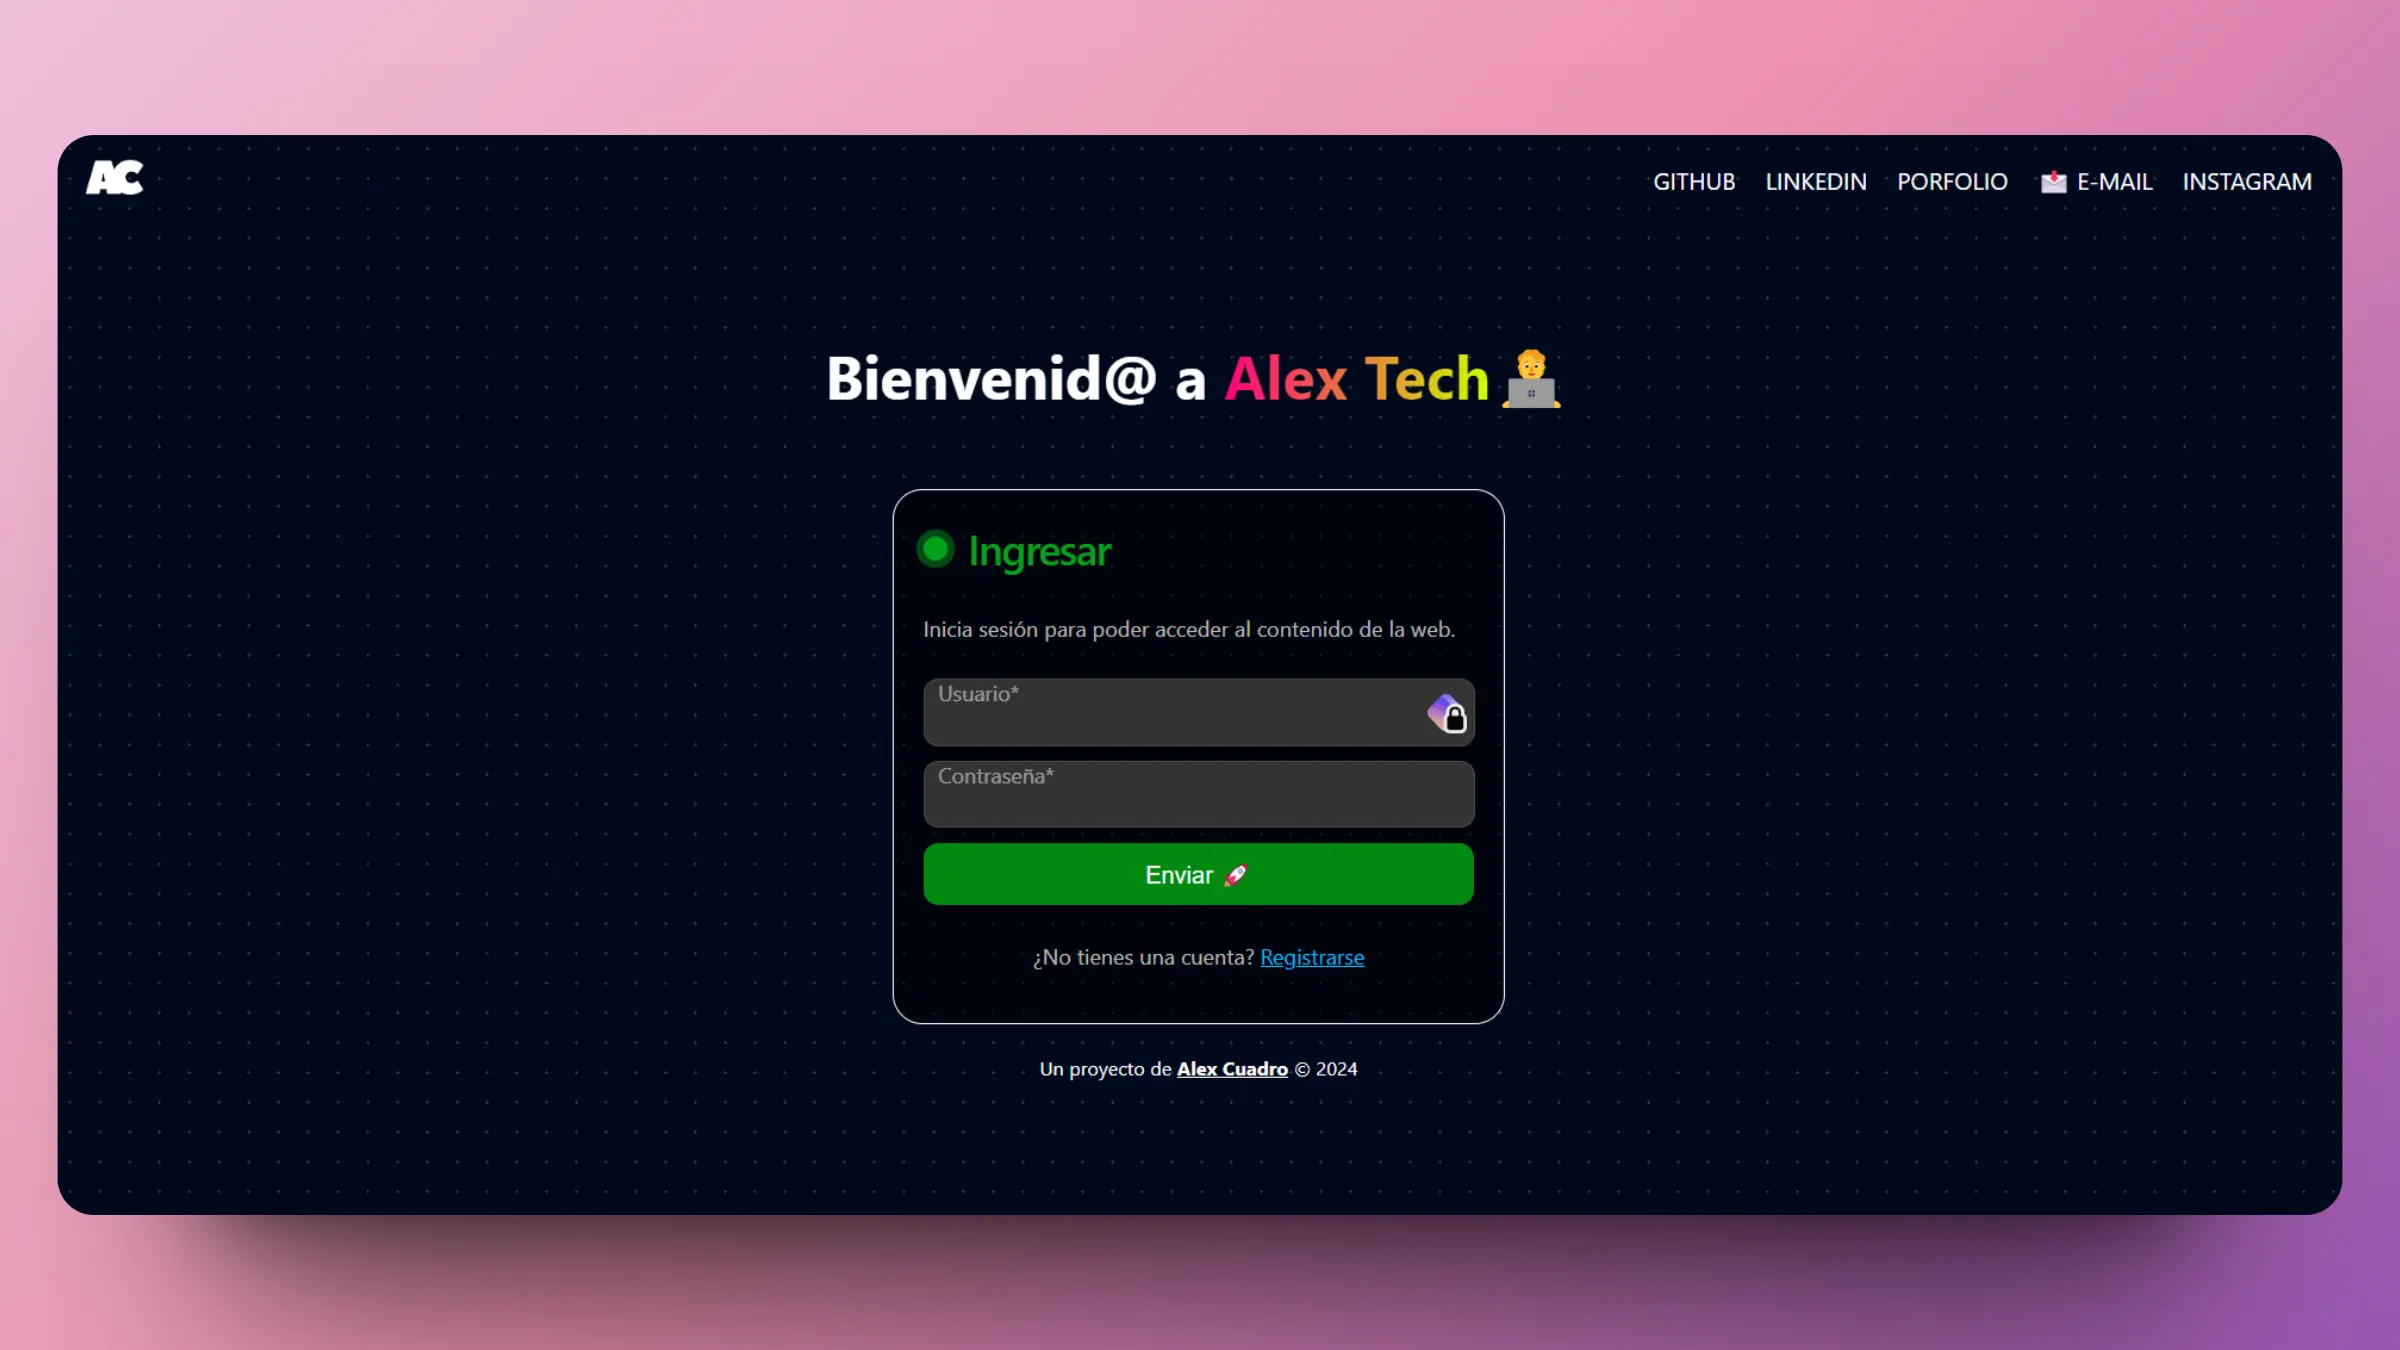 AC
GITHUB LINKEDIN PORFOLIO 📩 E-MAIL INSTAGRAM
Bienvenid@ a Alex Tech 🧑‍💻
Ingresar
Inicia sesión para poder acceder al contenido de la web.
Usuario*
Contraseña*
Enviar 🚀
¿No tienes una cuenta? Registrarse
Un proyecto de Alex Cuadro © 2024